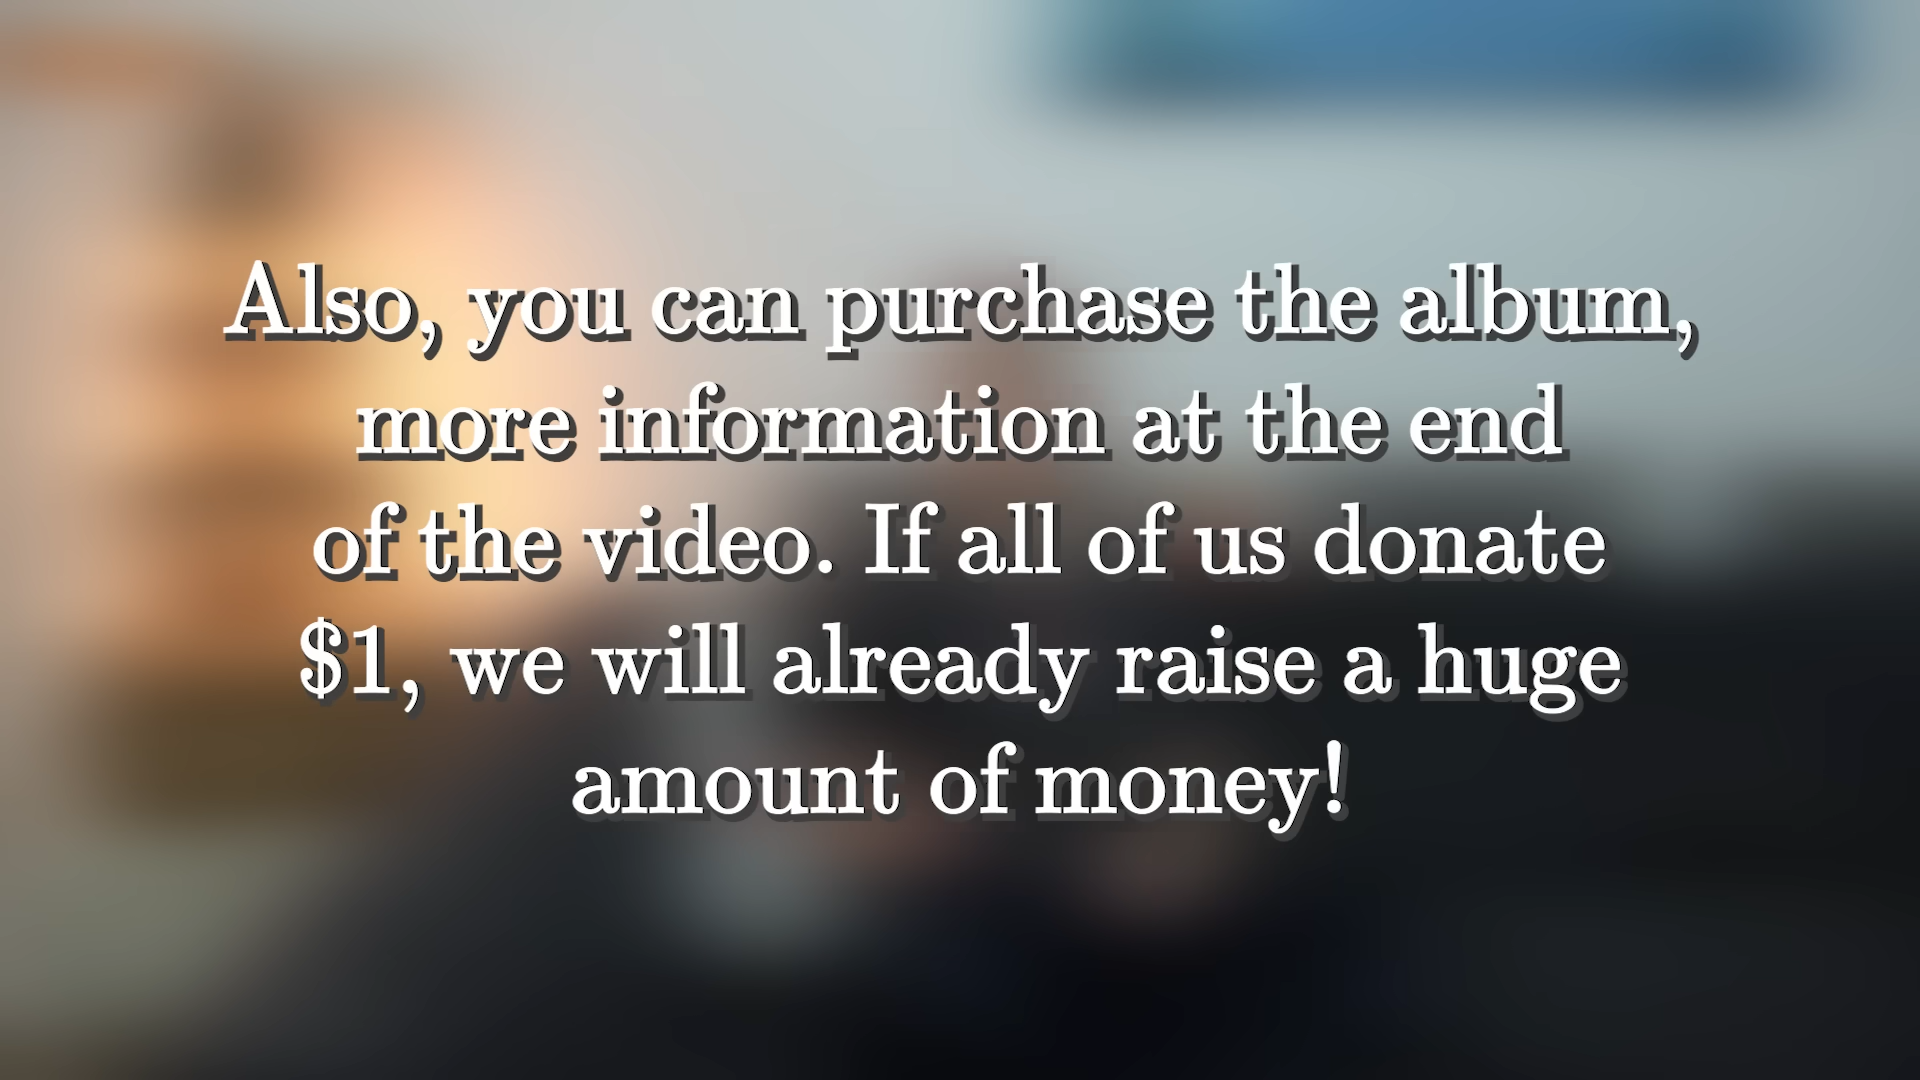 Also, you can purchase the album,
more information at the end
of the video. If all of us donate
$1, we will already raise a huge
amount of money!